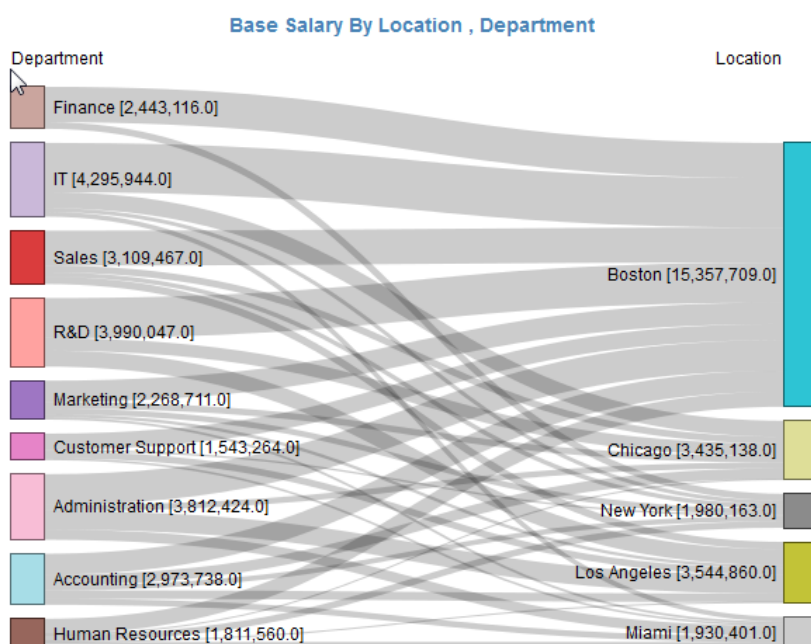 Base Salary By Location , Department
Department
Location
Finance [2,443,116.0]
IT [4,295,944.0]
Sales [3,109,467.0]
R&D [3,990,047.0]
Marketing [2,268,711.0]
Customer Support [1,543,264.0]
Administration [3,812,424.0]
Accounting [2,973,738.0]
Human Resources [1,811,560.0]
Boston [15,357,709.0]
Chicago [3,435,138.0]
New York [1,980,163.0]
Los Angeles [3,544,860.0]
Miami [1,930,401.0]